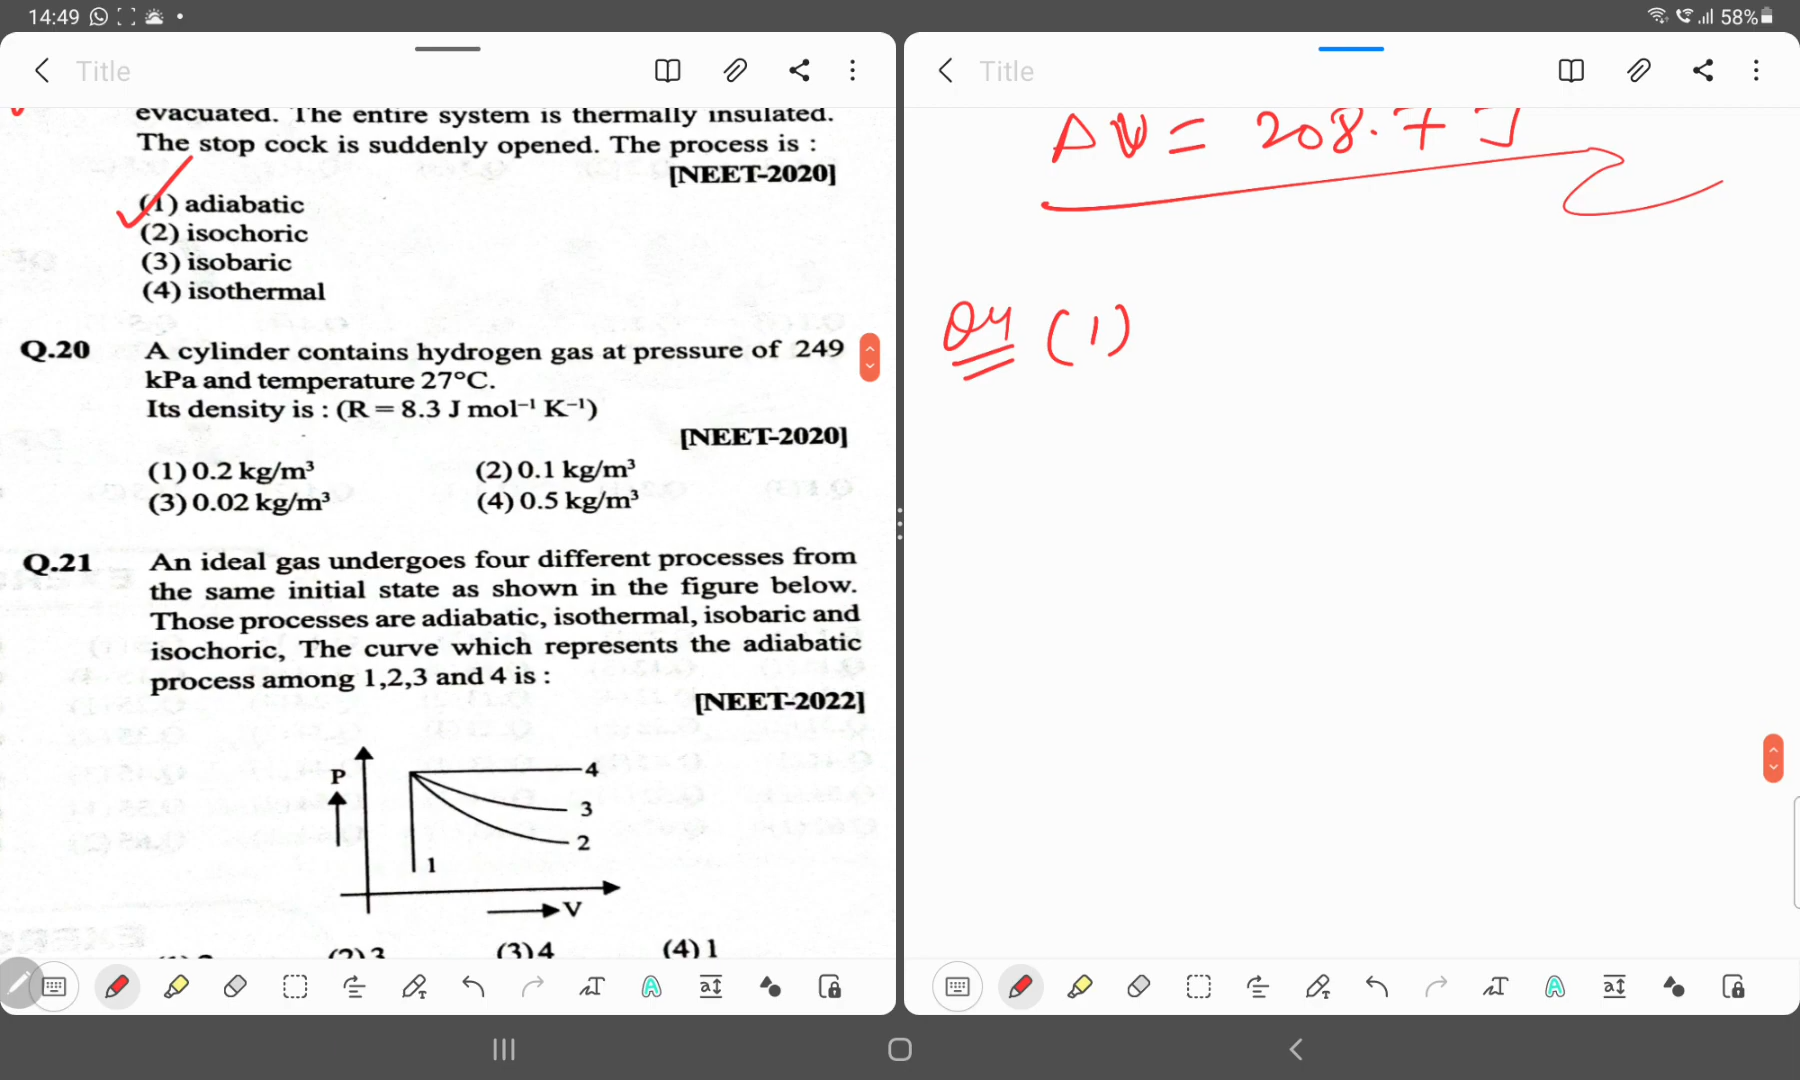 14:49
58%
Title
evacuated. The entire system is thermally insulated.
The stop cock is suddenly opened. The process is :
[NEET-2020]
(1) adiabatic
(2) isochoric
(3) isobaric
(4) isothermal
Q.20 A cylinder contains hydrogen gas at pressure of 249
kPa and temperature 27°C.
Its density is : (R = 8.3 J mol⁻¹ K⁻¹)
[NEET-2020]
(1) 0.2 kg/m³ (2) 0.1 kg/m³
(3) 0.02 kg/m³ (4) 0.5 kg/m³
Q.21 An ideal gas undergoes four different processes from
the same initial state as shown in the figure below.
Those processes are adiabatic, isothermal, isobaric and
isochoric, The curve which represents the adiabatic
process among 1,2,3 and 4 is :
[NEET-2022]
P
4
3
2
1
V
(2) 3 (3) 4 (4) 1
Title
= 208.7 J
(1)